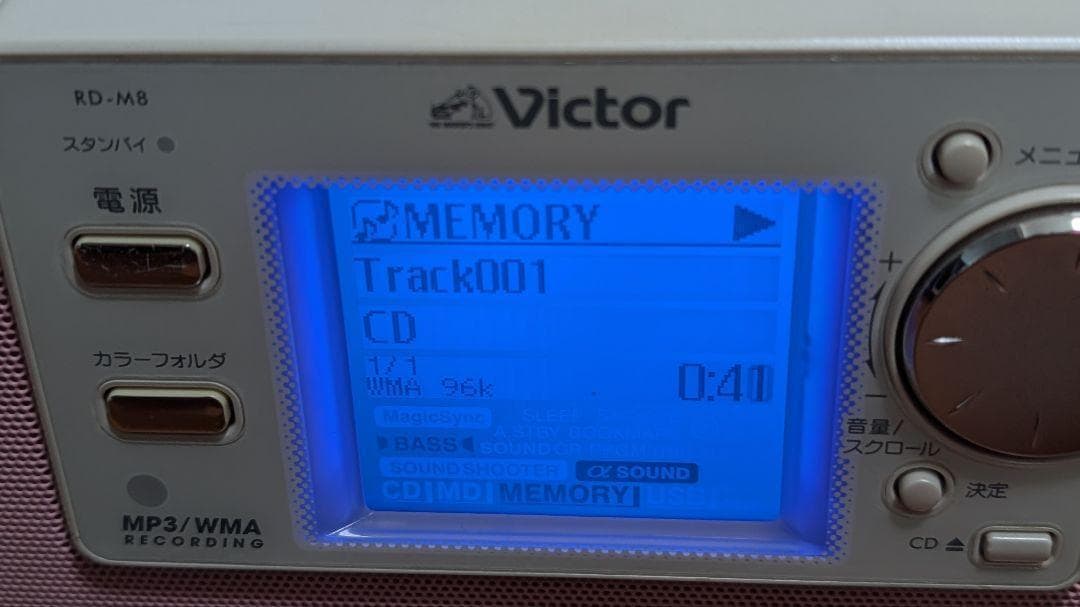 RD-M8
Victor
スタンバイ
電源
カラーフォルダ
MP3/WMA
RECORDING
MEMORY
Track001
CD
1/1
WMA 96k
0:41
MagicSync
SLEEP
BASS
SOUND SHOOTER
α SOUND
CD MD MEMORY USB
メニュ
+
−
音量/
スクロール
決定
CD